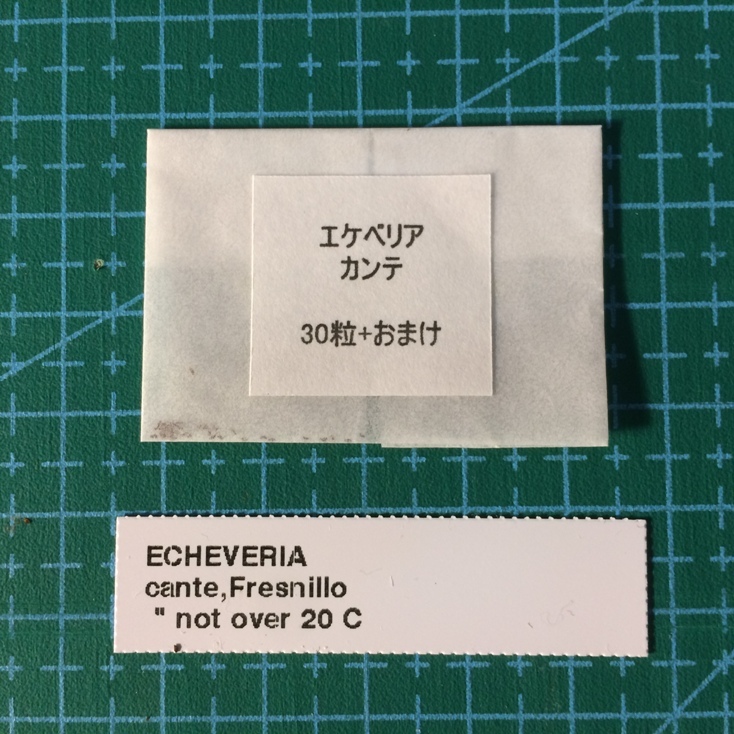 エケベリア
カンテ
30粒+おまけ
ECHEVERIA
cante,Fresnillo
" not over 20 C